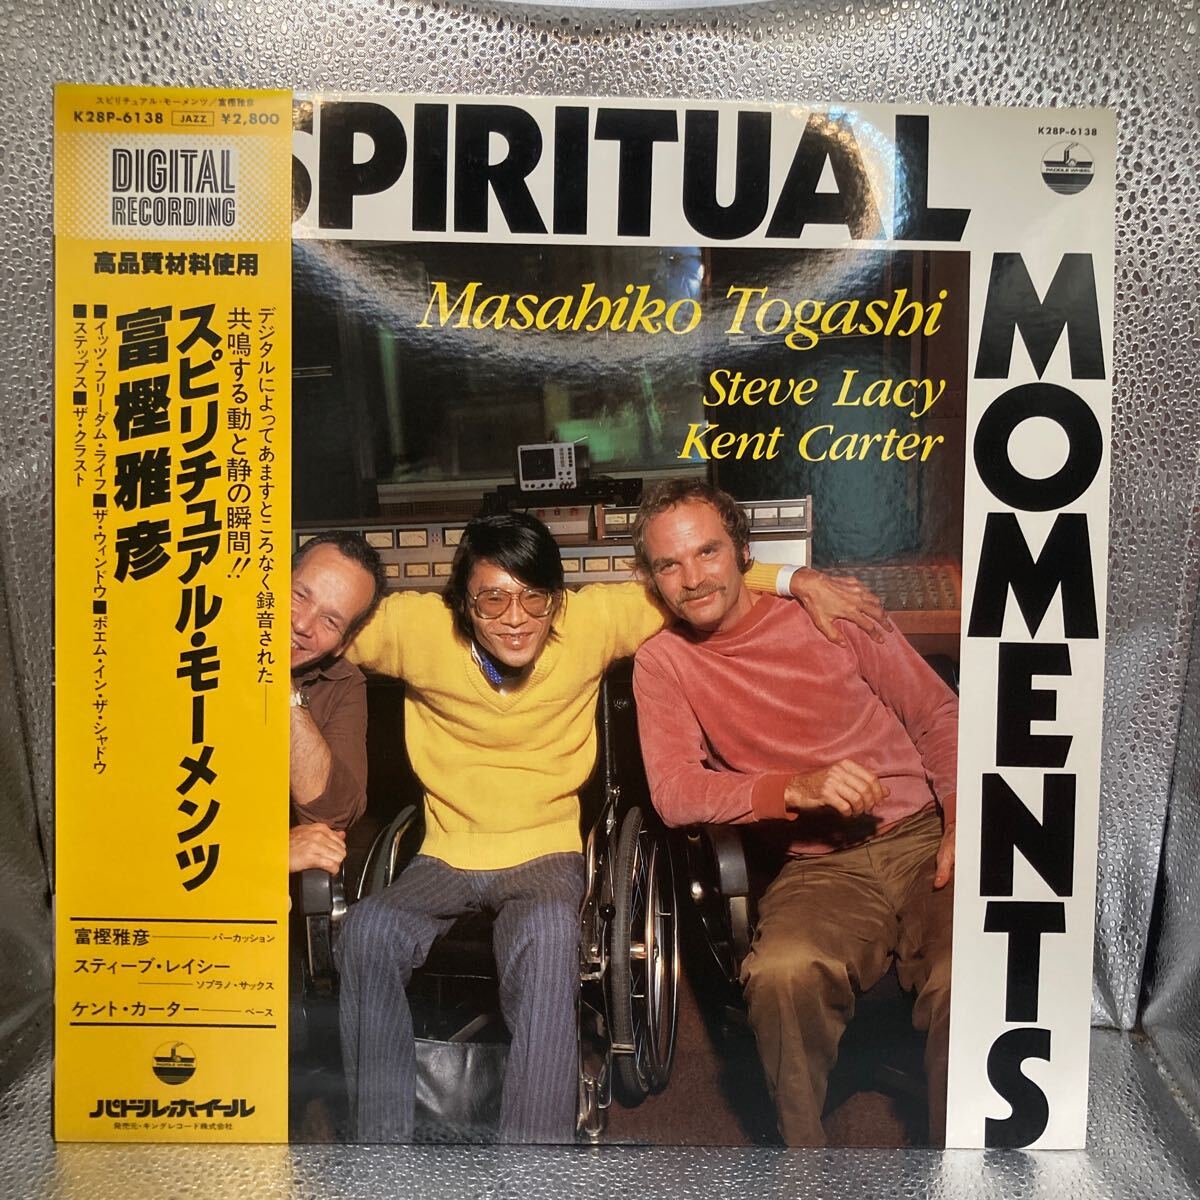 スピリチュアル・モーメンツ／富樫雅彦
K28P-6138 JAZZ ¥2,800
DIGITAL
RECORDING
高品質材料使用
デジタルによってあますところなく録音された——
共鳴する動と静の瞬間!!
スピリチュアル・モーメンツ
富樫雅彦
■イッツ・フリーダム・ライフ■ザ・ウィンドウ■ポエム・イン・ザ・シャドウ
■ステップス■ザ・クラスト
富樫雅彦——パーカッション
スティーブ・レイシー
——ソプラノ・サックス
ケント・カーター——ベース
PADDLE WHEEL
パドル・ホイール
発売元・キングレコード株式会社
SPIRITUAL
MOMENTS
K28P-6138
PADDLE WHEEL
Masahiko Togashi
Steve Lacy
Kent Carter